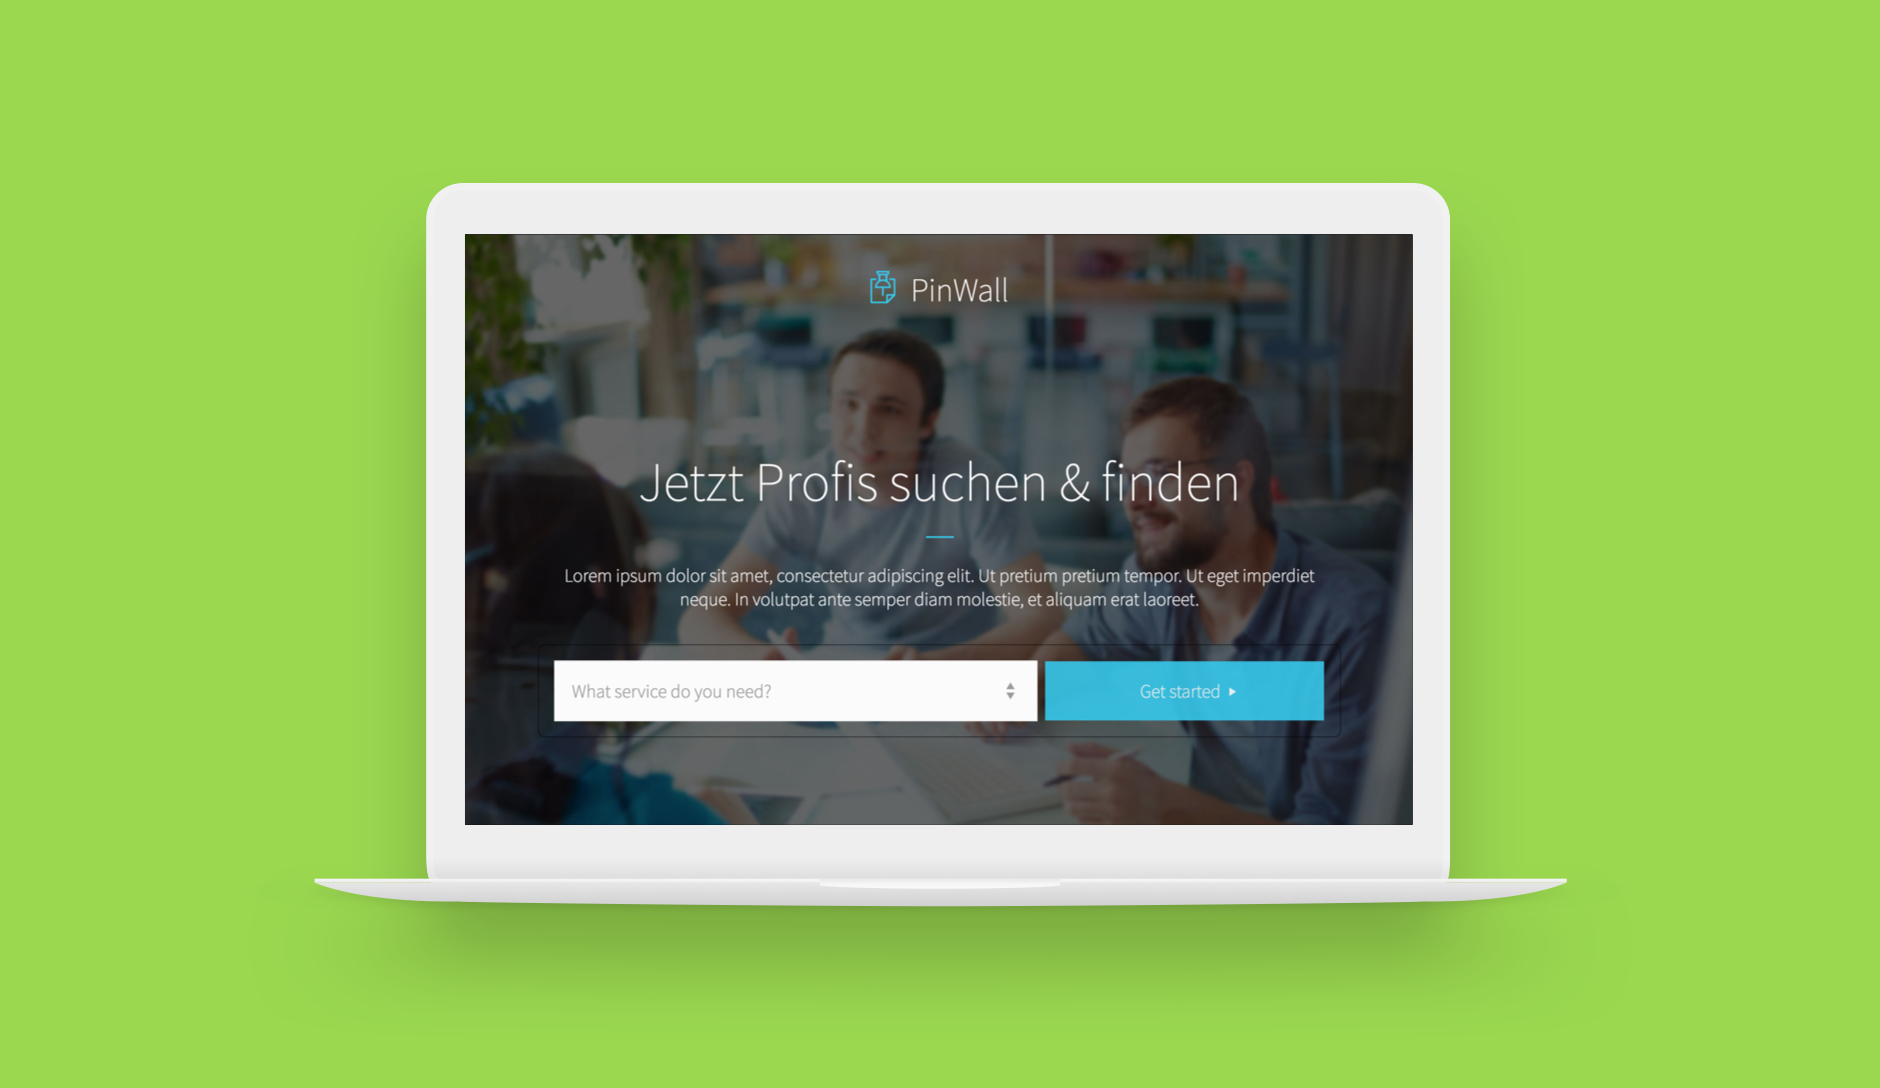 PinWall
Jetzt Profis suchen & finden
Lorem ipsum dolor sit amet, consectetur adipiscing elit. Ut pretium pretium tempor. Ut eget imperdiet
neque. In volutpat ante semper diam molestie, et aliquam erat laoreet.
What service do you need?
Get started